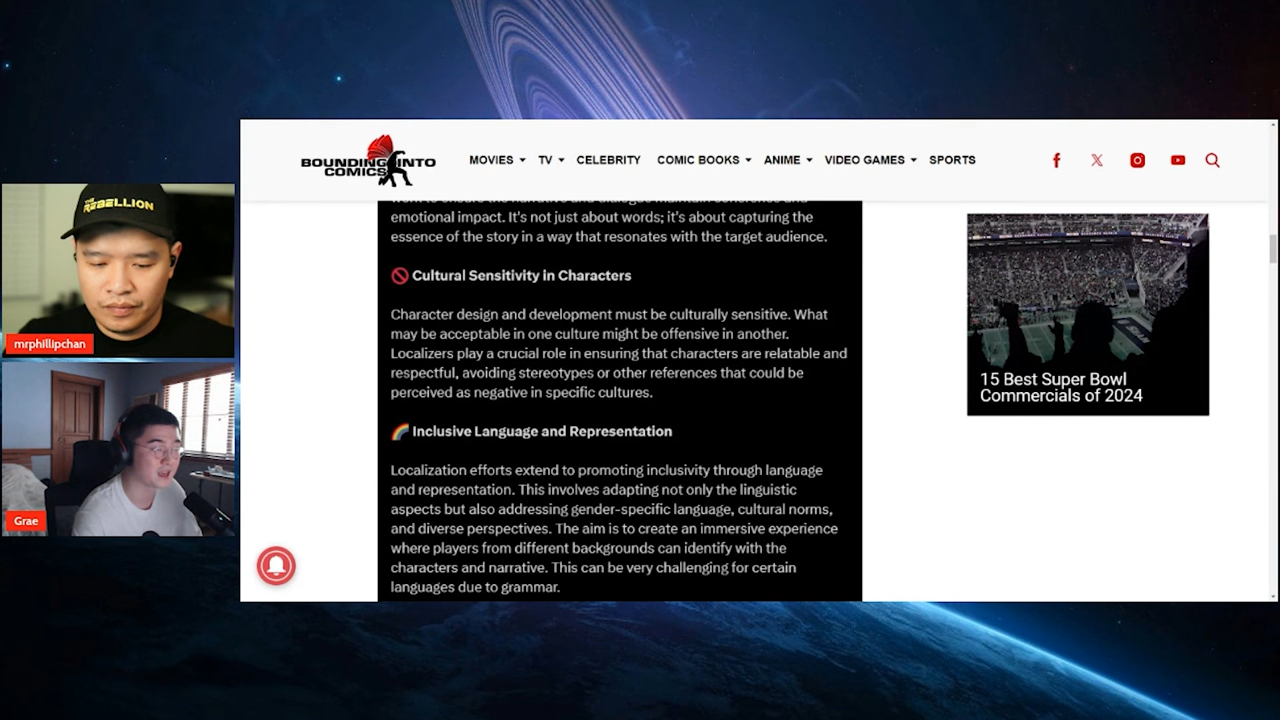 BOUNDING INTO
COMICS
MOVIES TV CELEBRITY COMIC BOOKS ANIME VIDEO GAMES SPORTS
emotional impact. It's not just about words; it's about capturing the
essence of the story in a way that resonates with the target audience.
🚫 Cultural Sensitivity in Characters
Character design and development must be culturally sensitive. What
may be acceptable in one culture might be offensive in another.
Localizers play a crucial role in ensuring that characters are relatable and
respectful, avoiding stereotypes or other references that could be
perceived as negative in specific cultures.
🌈 Inclusive Language and Representation
Localization efforts extend to promoting inclusivity through language
and representation. This involves adapting not only the linguistic
aspects but also addressing gender-specific language, cultural norms,
and diverse perspectives. The aim is to create an immersive experience
where players from different backgrounds can identify with the
characters and narrative. This can be very challenging for certain
languages due to grammar.
15 Best Super Bowl
Commercials of 2024
THE
REBELLION
mrphillipchan
Grae